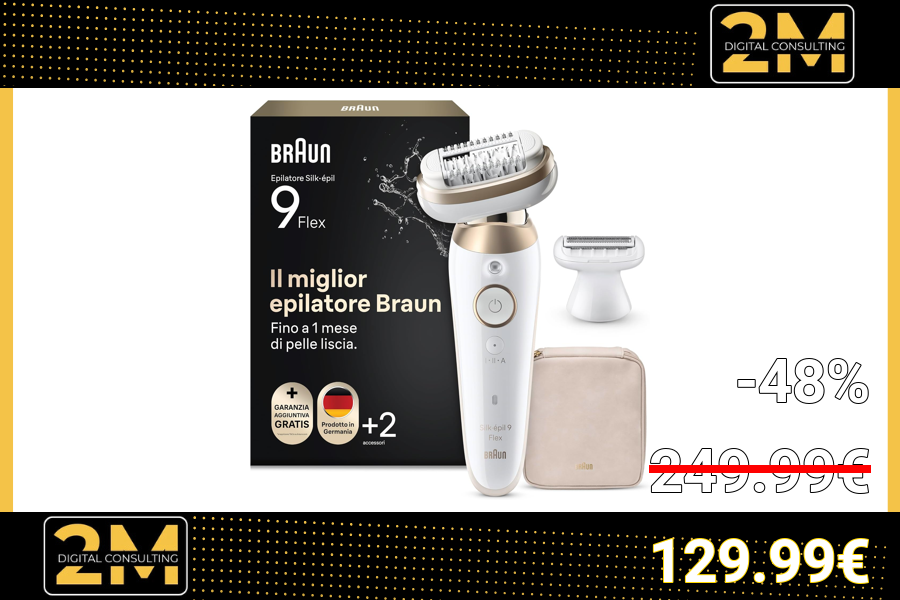 2M
DIGITAL CONSULTING
BRAUN
BRAUN
Epilatore Silk·épil
9
Flex
Il miglior
epilatore Braun
Fino a 1 mese
di pelle liscia.
+
GARANZIA
AGGIUNTIVA
GRATIS
Prodotto in
Germania
+2
accessori
Silk·épil 9
Flex
BRAUN
BRAUN
-48%
249.99€
2M
DIGITAL CONSULTING
129.99€